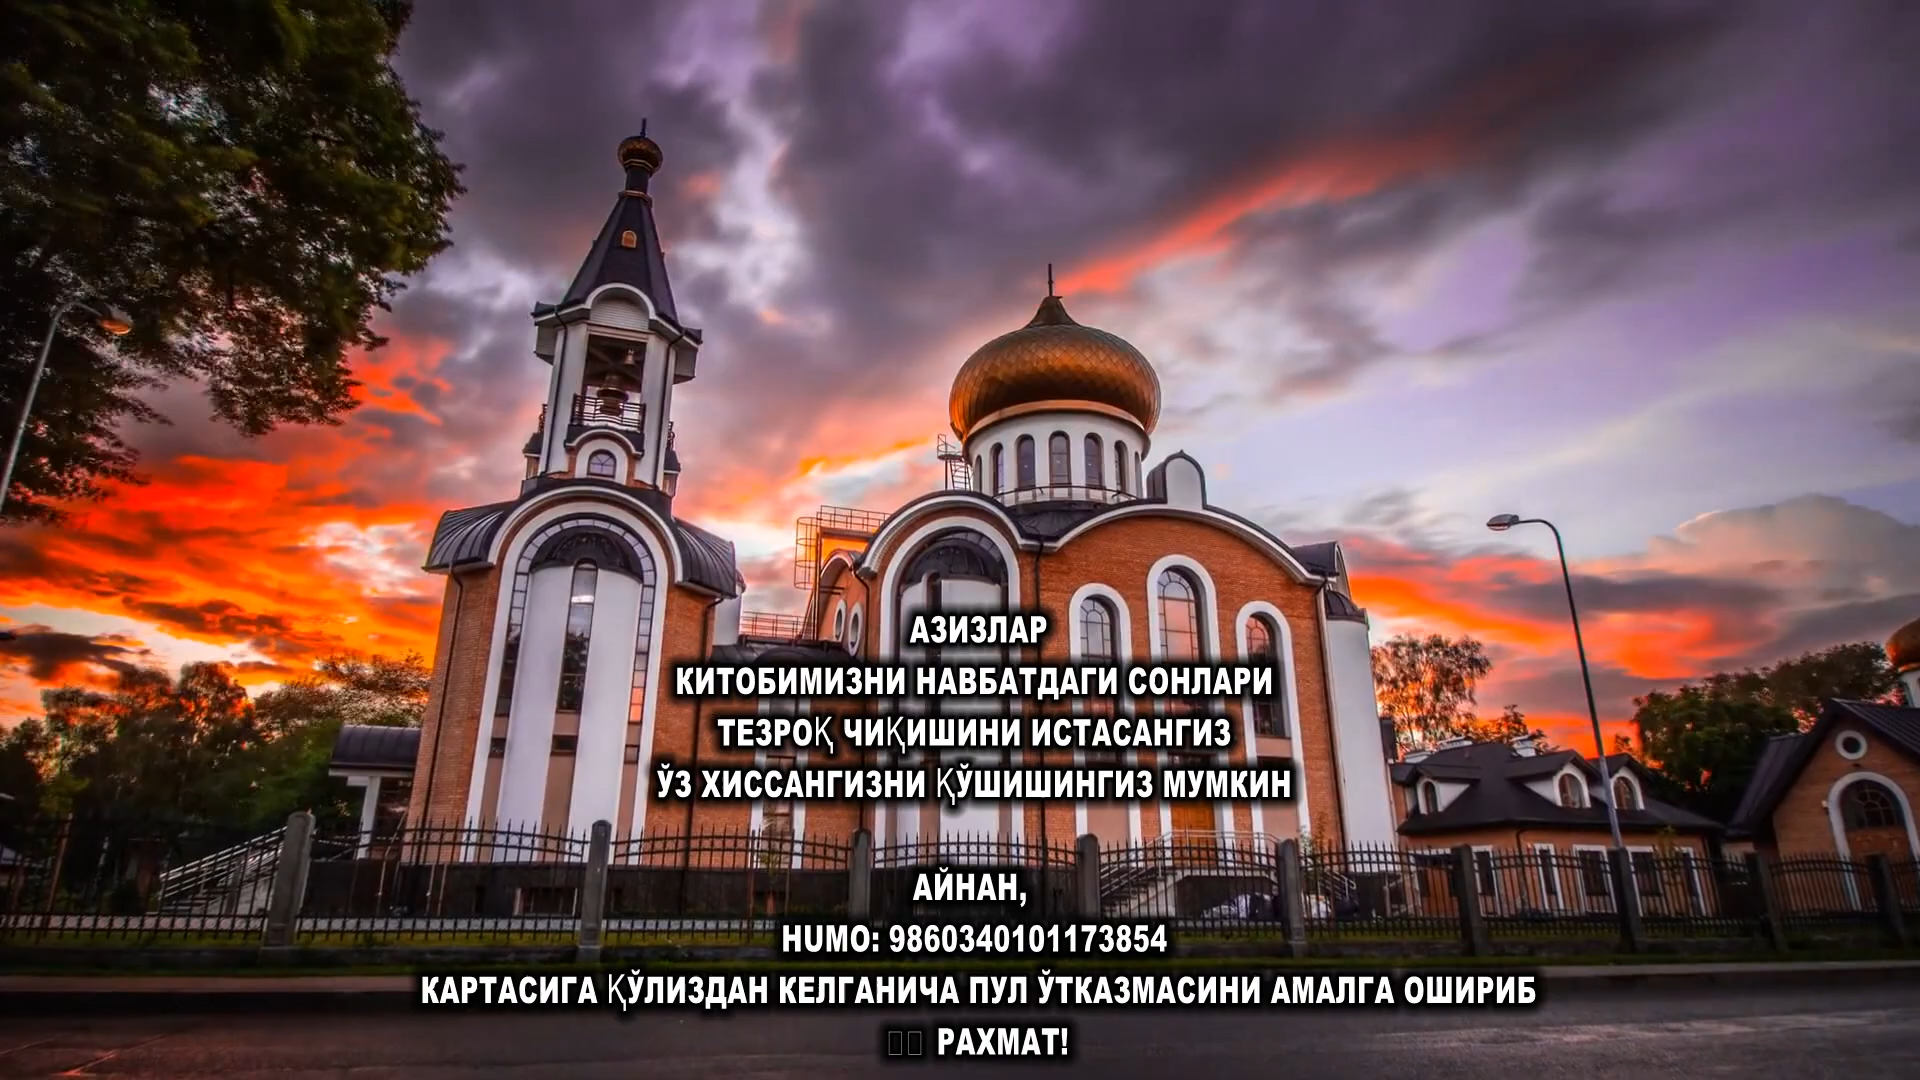 АЗИЗЛАР
КИТОБИМИЗНИ НАВБАТДАГИ СОНЛАРИ
ТЕЗРОҚ ЧИҚИШИНИ ИСТАСАНГИЗ
ЎЗ ХИССАНГИЗНИ ҚЎШИШИНГИЗ МУМКИН
АЙНАН,
HUMO: 9860340101173854
КАРТАСИГА ҚЎЛИЗДАН КЕЛГАНИЧА ПУЛ ЎТКАЗМАСИНИ АМАЛГА ОШИРИБ
РАХМАТ!